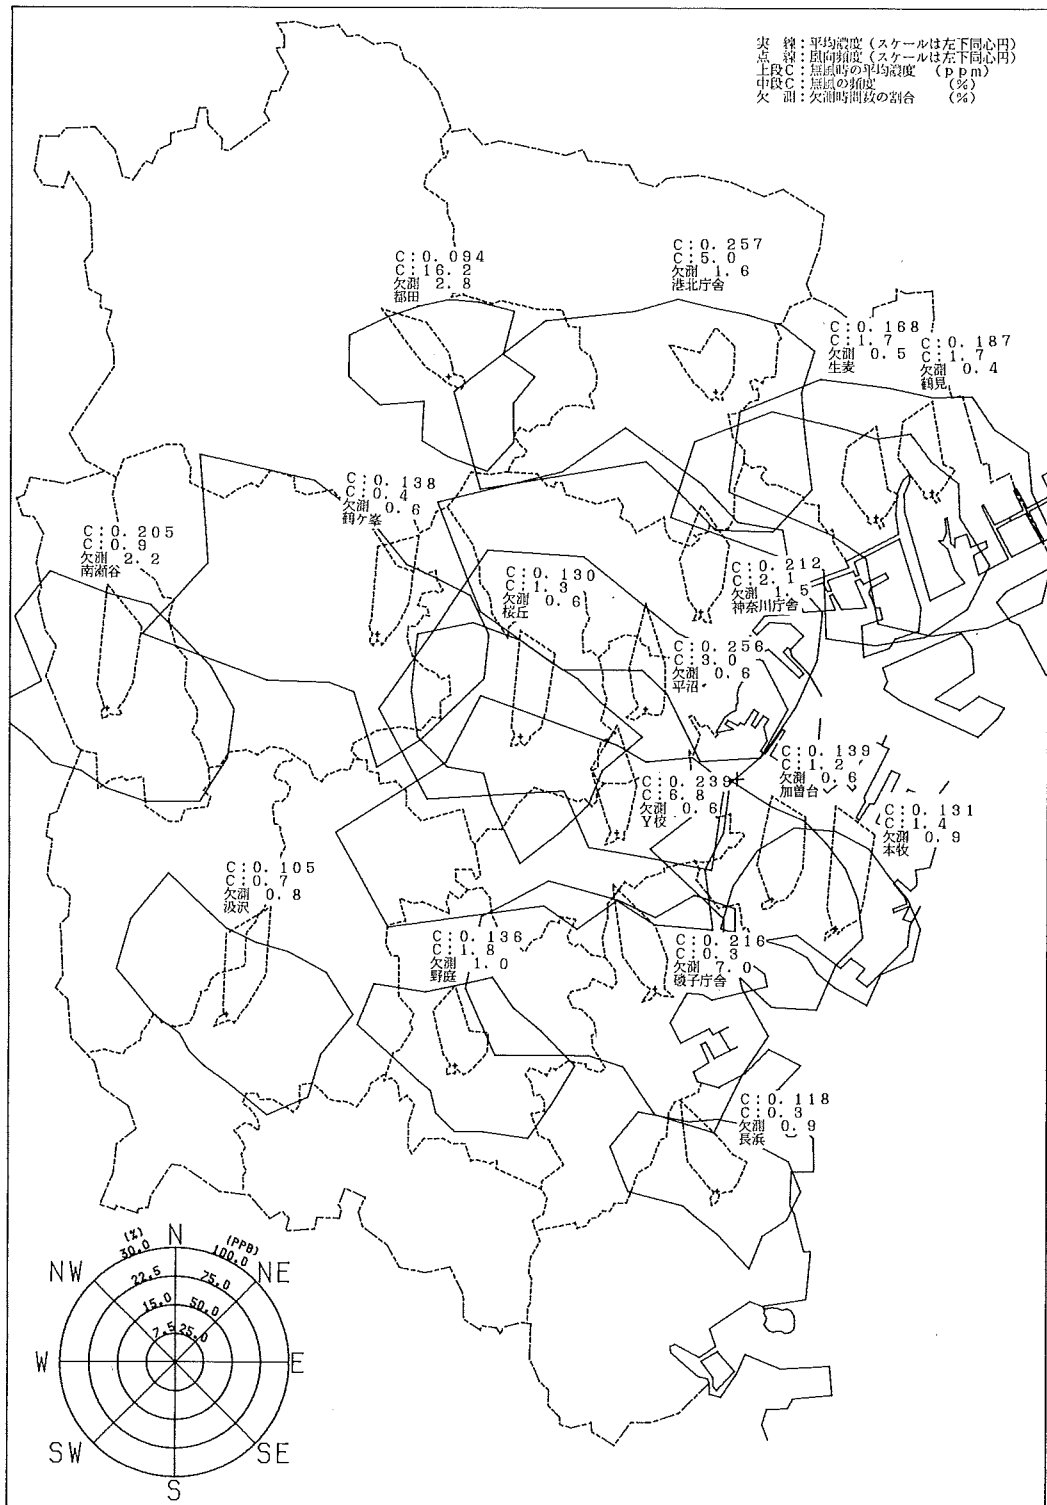 実　線：平均濃度（スケールは左下同心円）
点　線：風向頻度（スケールは左下同心円）
上段C：無風時の平均濃度　（ppm）
中段C：無風の頻度　　　　（%）
欠　測：欠測時間数の割合　（%）
C：0.094
C：16.2
欠測　2.8
都田
C：0.257
C：5.0
欠測　1.6
港北庁舎
C：0.168
C：1.7
欠測　0.5
生麦
C：0.187
C：1.7
欠測　0.4
鶴見
C：0.138
C：0.4
欠測　0.6
鶴ケ峯
C：0.205
C：0.9
欠測　2.2
南瀬谷
C：0.130
C：1.3
欠測　0.6
桜丘
C：0.212
C：2.1
欠測　1.5
神奈川庁舎
C：0.256
C：3.0
欠測　0.6
平沼
C：0.139
C：1.2
欠測　0.6
加曽台
C：0.239
C：6.8
欠測　0.6
Y校
C：0.131
C：1.4
欠測　0.9
本牧
C：0.105
C：0.7
欠測　0.8
汲沢
C：0.136
C：1.8
欠測　1.0
野庭
C：0.216
C：0.3
欠測　7.0
磯子庁舎
C：0.118
C：0.3
欠測　0.9
長浜
(%) N (PPB)
30.0 100.0
NW 22.5 75.0 NE
15.0 50.0
7.5 25.0
W E
SW SE
S